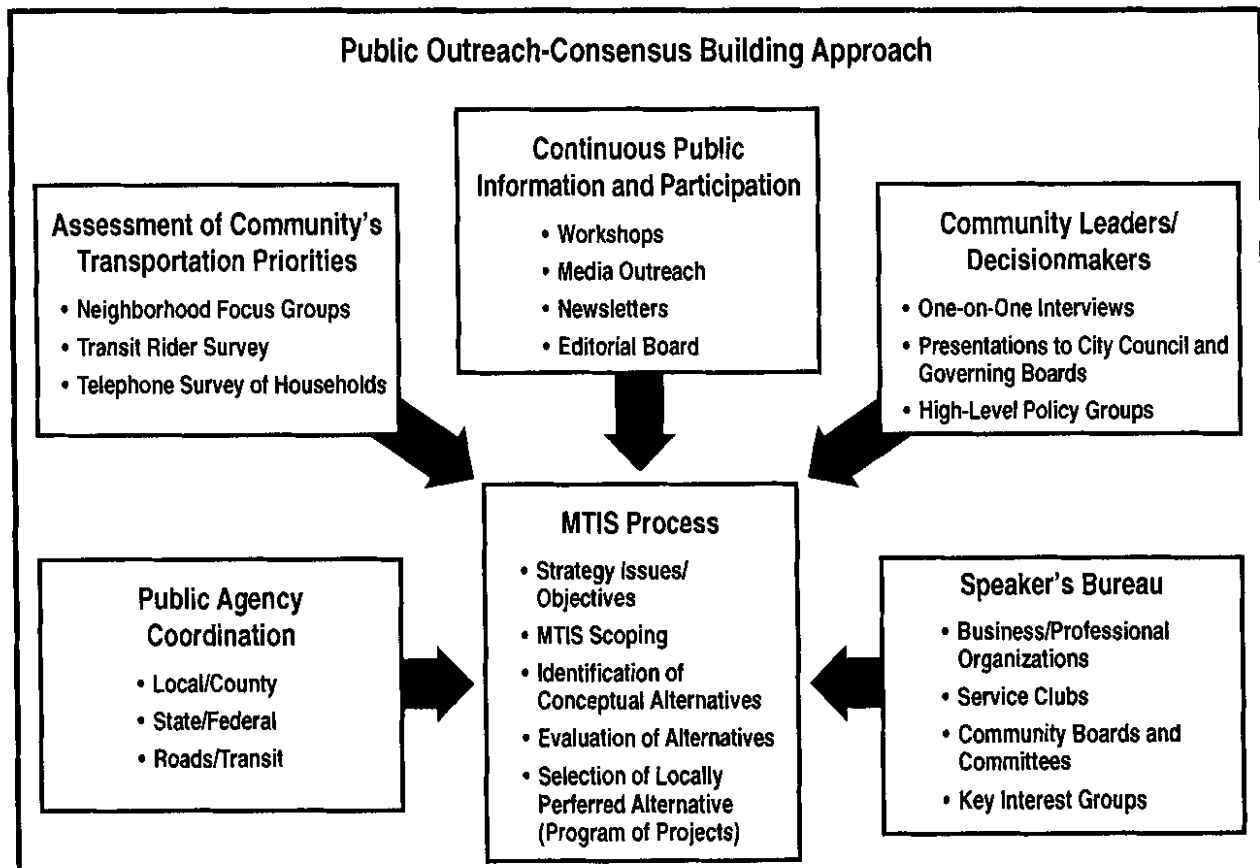 Public Outreach-Consensus Building Approach
Continuous Public
Information and Participation
• Workshops
• Media Outreach
• Newsletters
• Editorial Board
Assessment of Community's
Transportation Priorities
• Neighborhood Focus Groups
• Transit Rider Survey
• Telephone Survey of Households
Community Leaders/
Decisionmakers
• One-on-One Interviews
• Presentations to City Council and
Governing Boards
• High-Level Policy Groups
MTIS Process
• Strategy Issues/
Objectives
• MTIS Scoping
• Identification of
Conceptual Alternatives
• Evaluation of Alternatives
• Selection of Locally
Perferred Alternative
(Program of Projects)
Public Agency
Coordination
• Local/County
• State/Federal
• Roads/Transit
Speaker's Bureau
• Business/Professional
Organizations
• Service Clubs
• Community Boards and
Committees
• Key Interest Groups